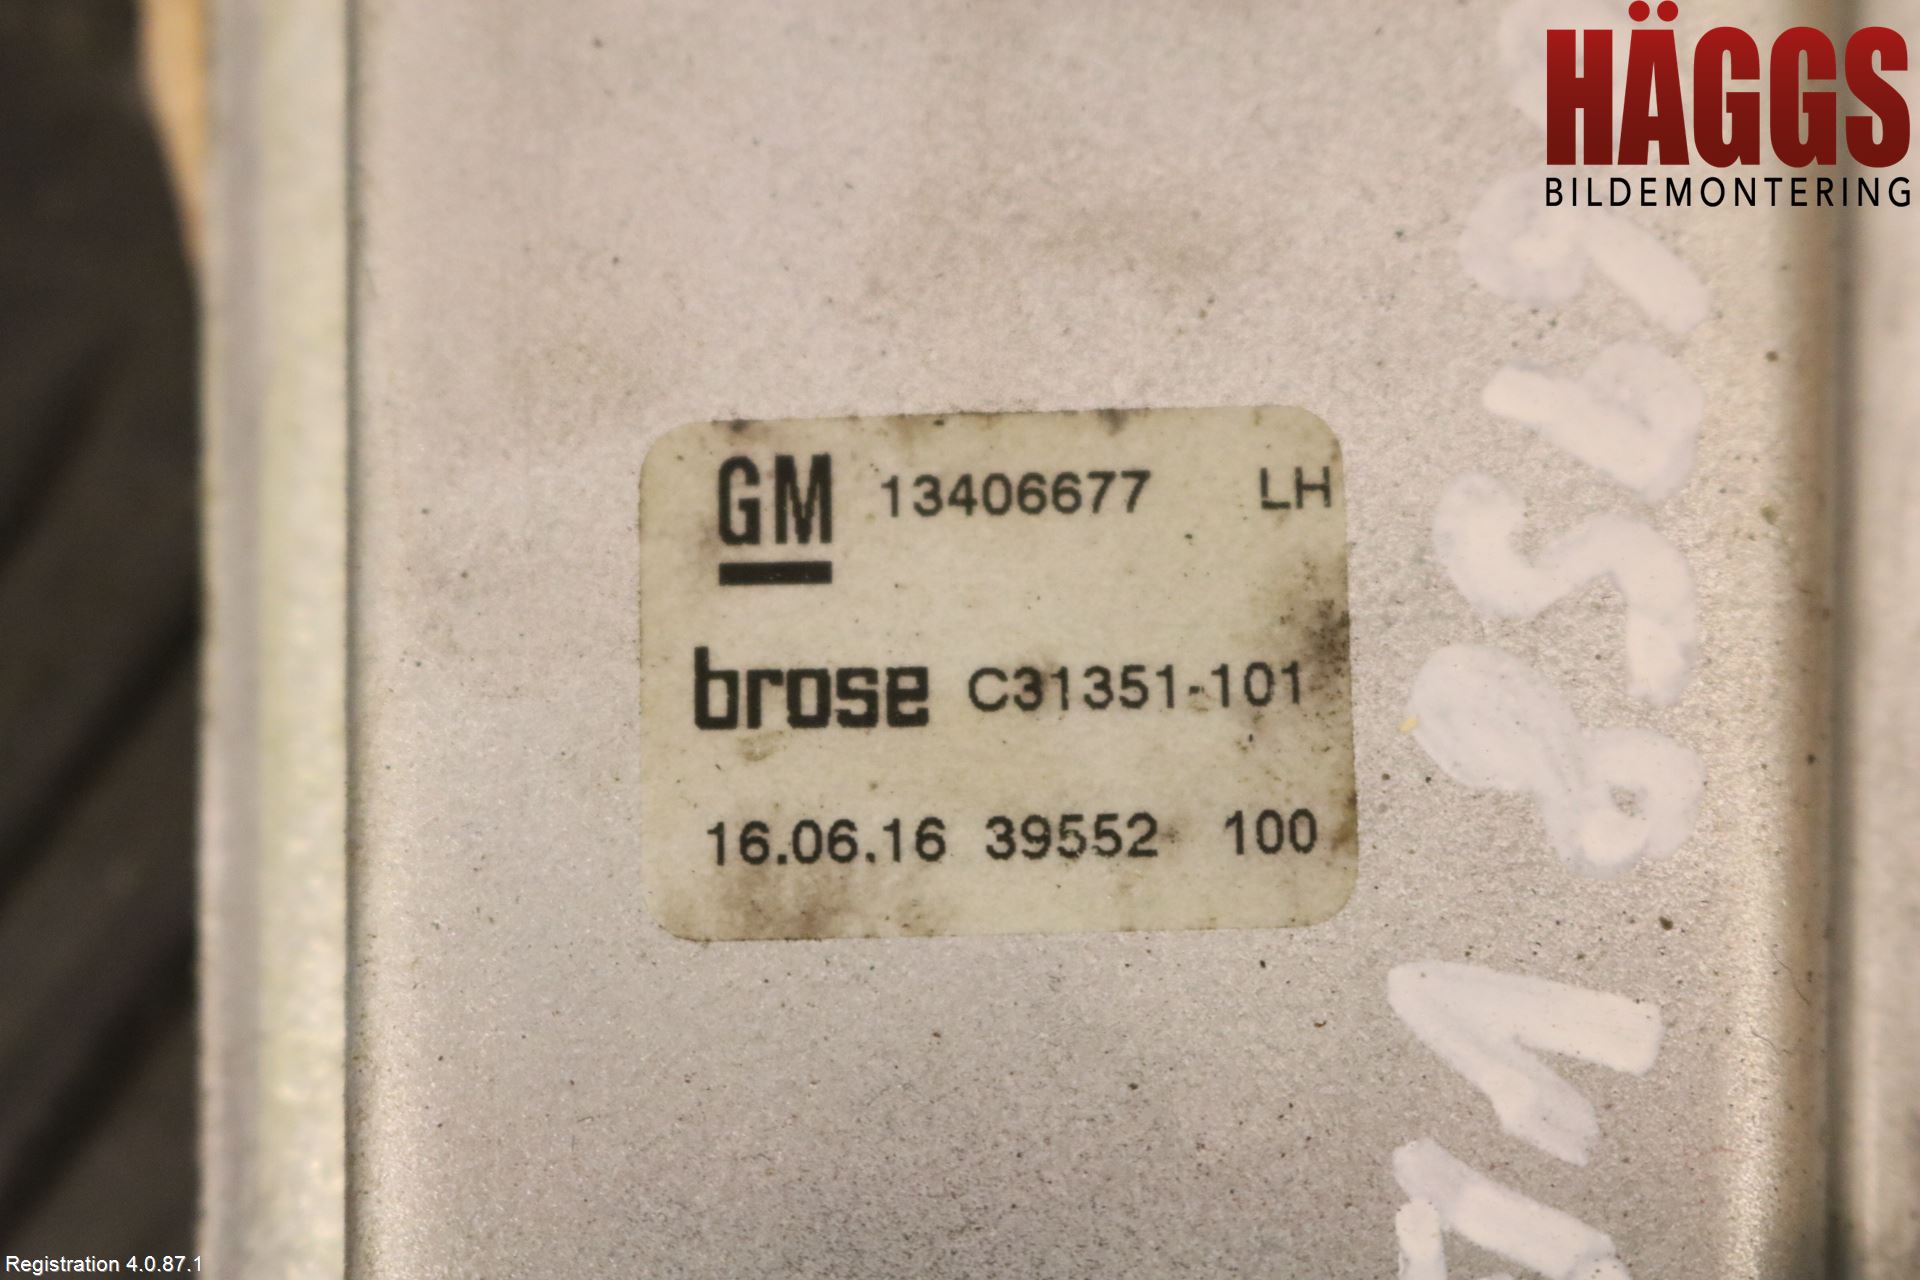 HÄGGS
BILDEMONTERING
GM 13406677 LH
brose C31351-101
16.06.16 39552 100
Registration 4.0.87.1